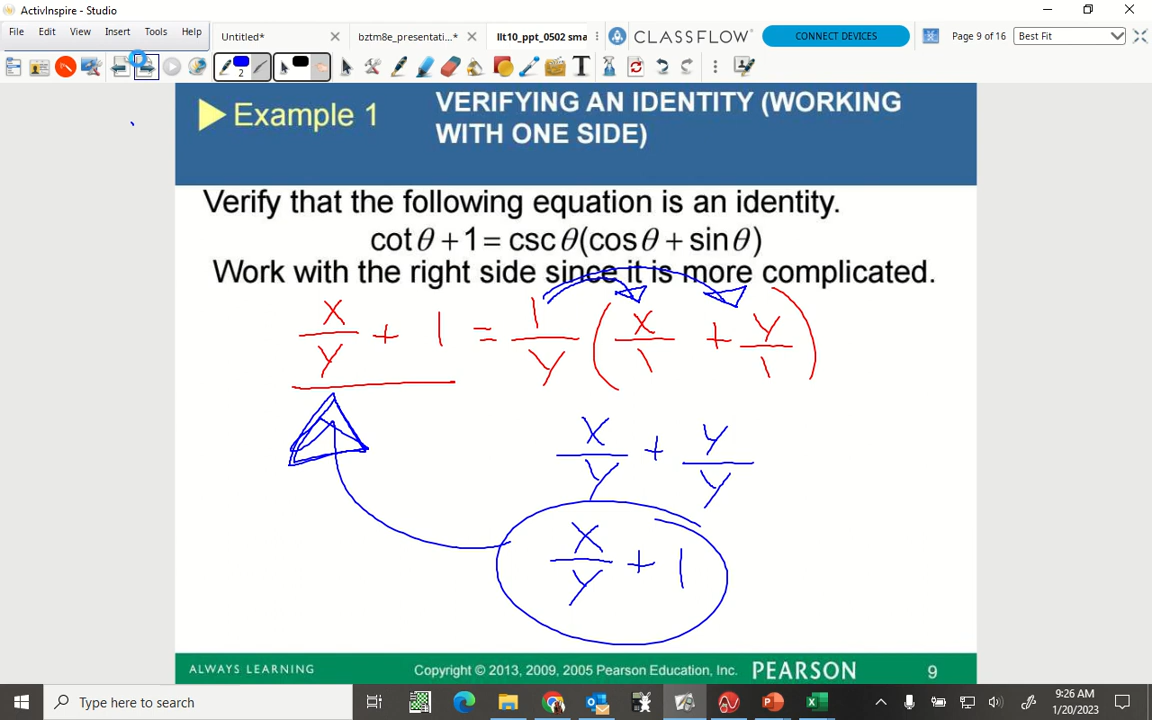 ActivInspire - Studio
File Edit View Insert Tools Help
Untitled*
bztm8e_presentati...*
llt10_ppt_0502 sma
CLASSFLOW
CONNECT DEVICES
Page 9 of 16
Best Fit
2
Example 1
VERIFYING AN IDENTITY (WORKING
WITH ONE SIDE)
Verify that the following equation is an identity.
cot θ + 1 = csc θ(cos θ + sin θ)
Work with the right side since it is more complicated.
x/y + 1 = 1/y (x/1 + y/1)
x/y + y/y
x/y + 1
ALWAYS LEARNING
Copyright © 2013, 2009, 2005 Pearson Education, Inc.
PEARSON
9
Type here to search
9:26 AM
1/20/2023